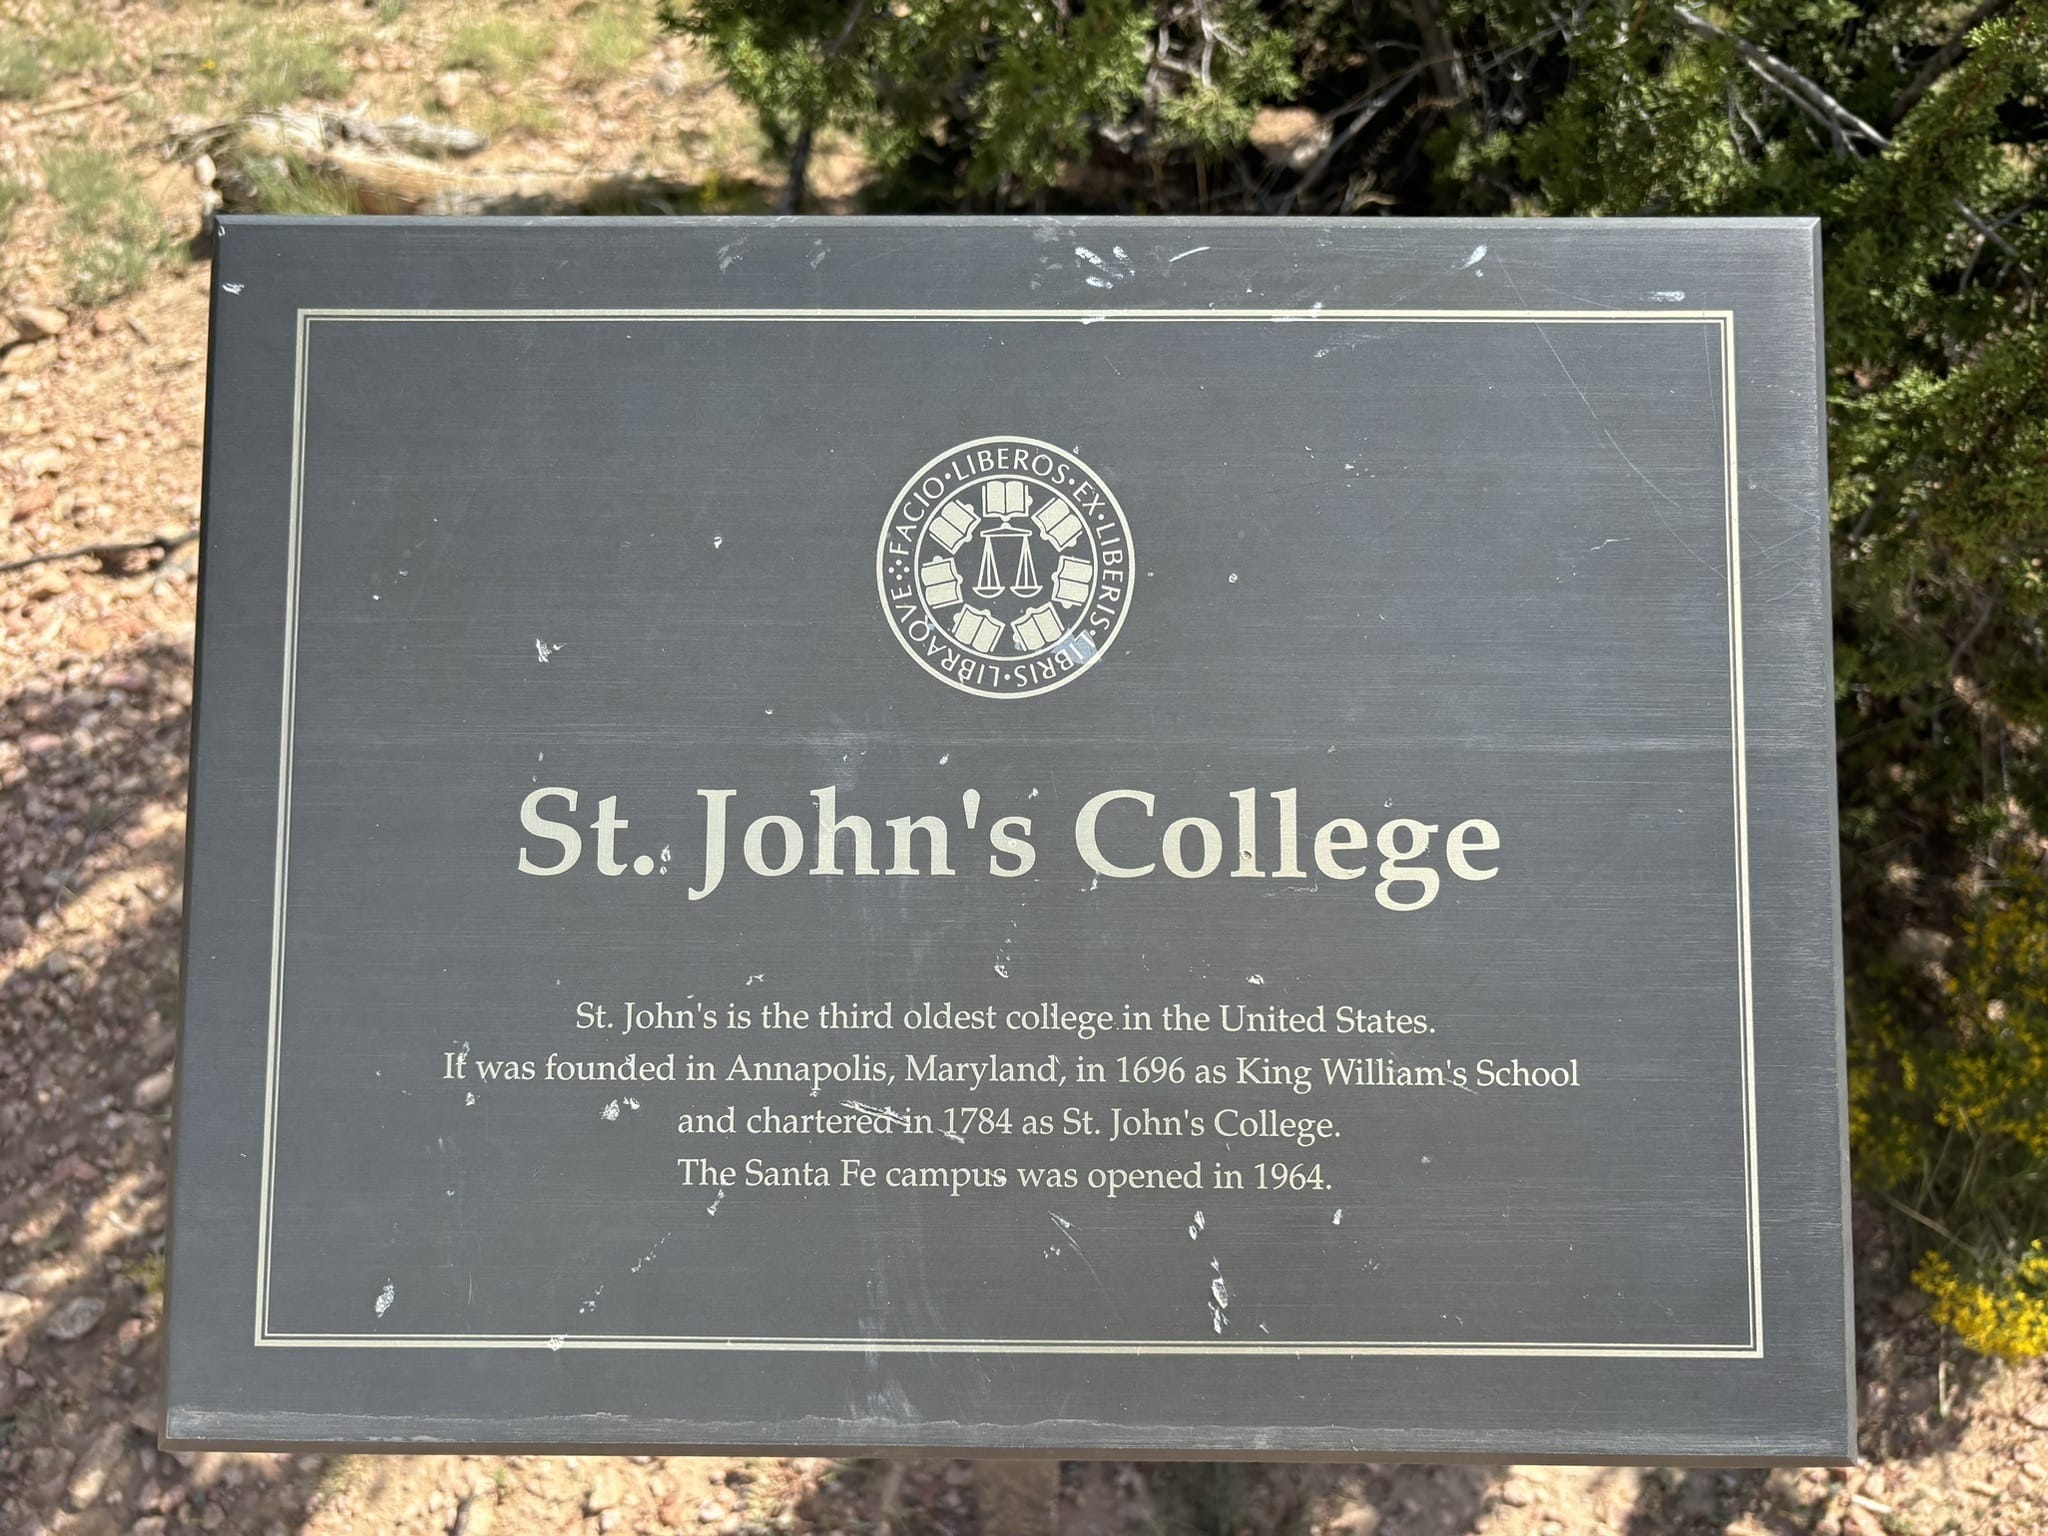 FACIO·LIBEROS·EX·LIBERIS·LIBRIS·LIBRAQVE
St. John's College
St. John's is the third oldest college in the United States.
It was founded in Annapolis, Maryland, in 1696 as King William's School
and chartered in 1784 as St. John's College.
The Santa Fe campus was opened in 1964.